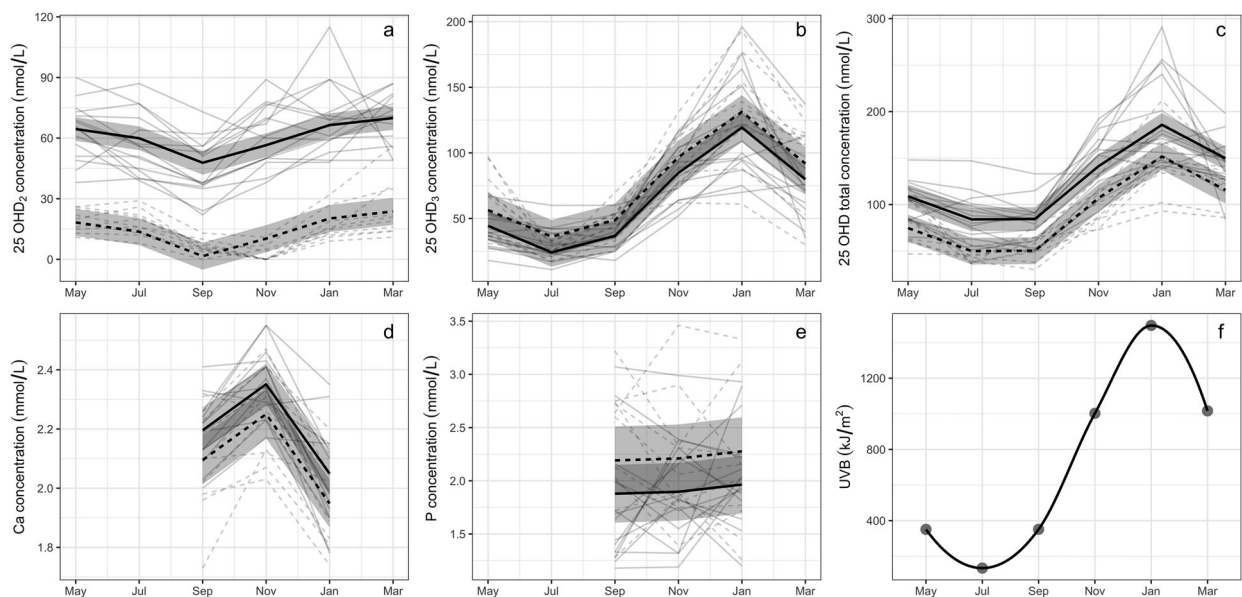 a
25 OHD₂ concentration (nmol/L)
120
90
60
30
0
May Jul Sep Nov Jan Mar
b
25 OHD₃ concentration (nmol/L)
200
150
100
50
May Jul Sep Nov Jan Mar
c
25 OHD total concentration (nmol/L)
300
200
100
May Jul Sep Nov Jan Mar
d
Ca concentration (mmol/L)
2.4
2.2
2.0
1.8
May Jul Sep Nov Jan Mar
e
P concentration (mmol/L)
3.5
3.0
2.5
2.0
1.5
May Jul Sep Nov Jan Mar
f
UVB (kJ/m²)
1200
800
400
May Jul Sep Nov Jan Mar